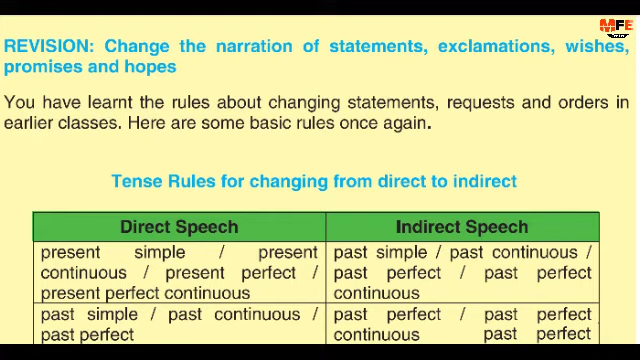 MFE
REVISION: Change the narration of statements, exclamations, wishes,
promises and hopes
You have learnt the rules about changing statements, requests and orders in
earlier classes. Here are some basic rules once again.
Tense Rules for changing from direct to indirect
Direct Speech
Indirect Speech
present simple / present
continuous / present perfect /
present perfect continuous
past simple / past continuous /
past perfect / past perfect
continuous
past simple / past continuous /
past perfect
past perfect / past perfect
continuous past perfect